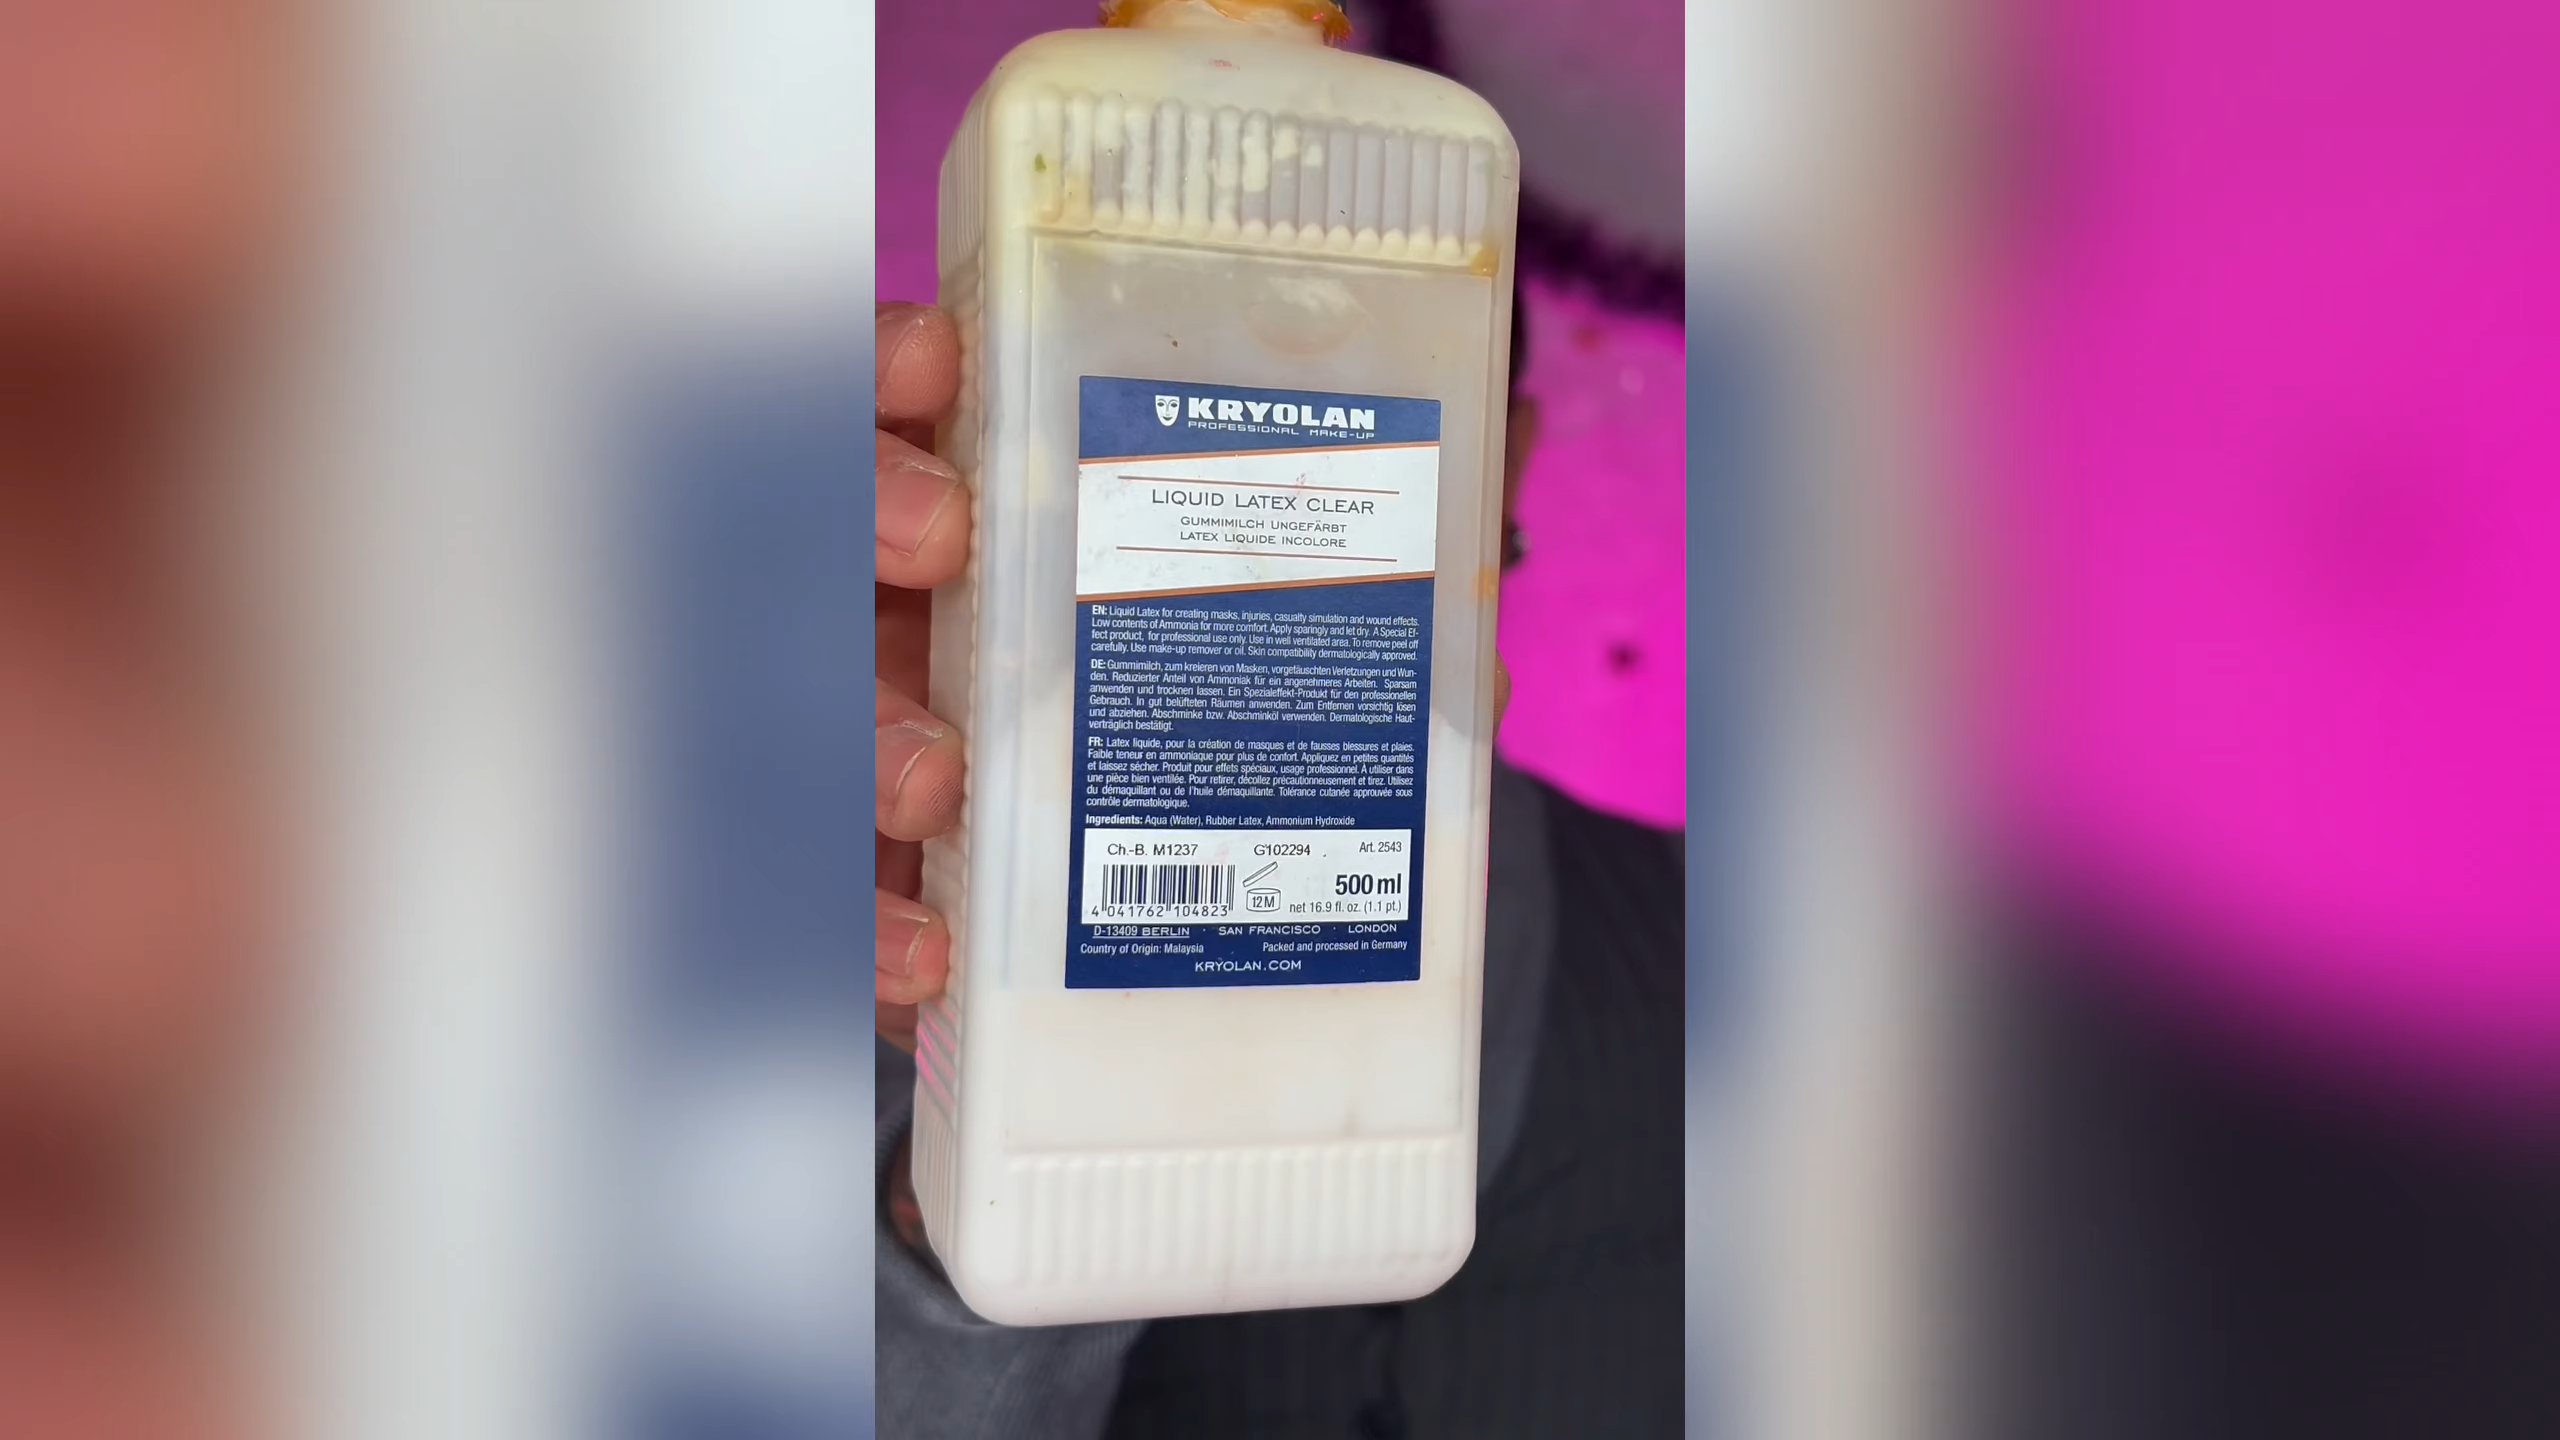 KRYOLAN
PROFESSIONAL MAKE-UP
LIQUID LATEX CLEAR
GUMMIMILCH UNGEFÄRBT
LATEX LIQUIDE INCOLORE
EN: Liquid Latex for creating masks, injuries, casualty simulation and wound effects.
Low contents of Ammonia for more comfort. Apply sparingly and let dry. A Special Ef-
fect product, for professional use only. Use in well ventilated area. To remove peel off
carefully. Use make-up remover or oil. Skin compatibility dermatologically approved.
DE: Gummimilch, zum kreieren von Masken, vorgetäuschten Verletzungen und Wun-
den. Reduzierter Anteil von Ammoniak für ein angenehmeres Arbeiten. Sparsam
anwenden und trocknen lassen. Ein Spezialeffekt-Produkt für den professionellen
Gebrauch. In gut belüfteten Räumen anwenden. Zum Entfernen vorsichtig lösen
und abziehen. Abschminke bzw. Abschminköl verwenden. Dermatologische Haut-
verträglich bestätigt.
FR: Latex liquide, pour la création de masques et de fausses blessures et plaies.
Faible teneur en ammoniaque pour plus de confort. Appliquez en petites quantités
et laissez sécher. Produit pour effets spéciaux, usage professionnel. À utiliser dans
une pièce bien ventilée. Pour retirer, décollez précautionneusement et tirez. Utilisez
du démaquillant ou de l'huile démaquillante. Tolérance cutanée approuvée sous
contrôle dermatologique.
Ingredients: Aqua (Water), Rubber Latex, Ammonium Hydroxide
Ch.-B. M1237 G102294 Art. 2543
500 ml
12 M net 16.9 fl. oz. (1.1 pt.)
4 041762 104823
D-13409 BERLIN · SAN FRANCISCO · LONDON
Country of Origin: Malaysia Packed and processed in Germany
KRYOLAN.COM